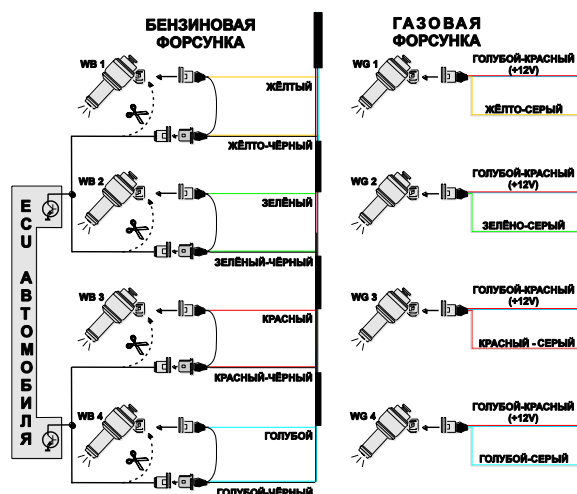 БЕНЗИНОВАЯ
ФОРСУНКА
ГАЗОВАЯ
ФОРСУНКА
WB 1
ЖЁЛТЫЙ
ЖЁЛТО-ЧЁРНЫЙ
WB 2
ЗЕЛЁНЫЙ
ЗЕЛЁНЫЙ-ЧЁРНЫЙ
WB 3
КРАСНЫЙ
КРАСНЫЙ-ЧЁРНЫЙ
WB 4
ГОЛУБОЙ
ГОЛУБОЙ-ЧЁРНЫЙ
ECU АВТОМОБИЛЯ
WG 1
ГОЛУБОЙ-КРАСНЫЙ
(+12V)
ЖЁЛТО-СЕРЫЙ
WG 2
ГОЛУБОЙ-КРАСНЫЙ
(+12V)
ЗЕЛЁНО-СЕРЫЙ
WG 3
ГОЛУБОЙ-КРАСНЫЙ
(+12V)
КРАСНЫЙ - СЕРЫЙ
WG 4
ГОЛУБОЙ-КРАСНЫЙ
(+12V)
ГОЛУБОЙ-СЕРЫЙ